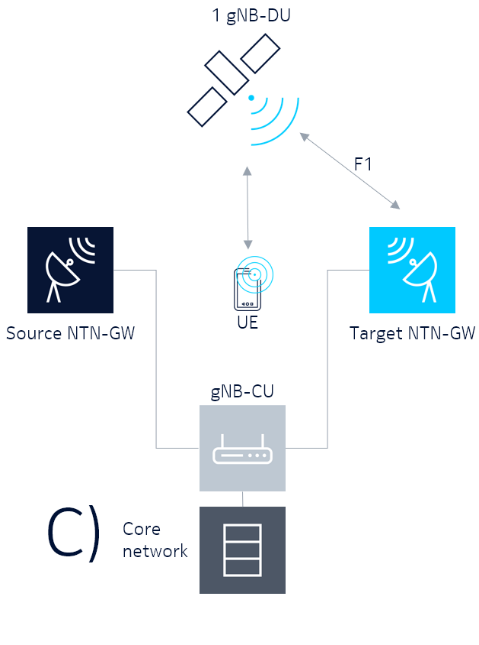 1 gNB-DU
F1
Source NTN-GW
UE
Target NTN-GW
gNB-CU
C)
Core
network